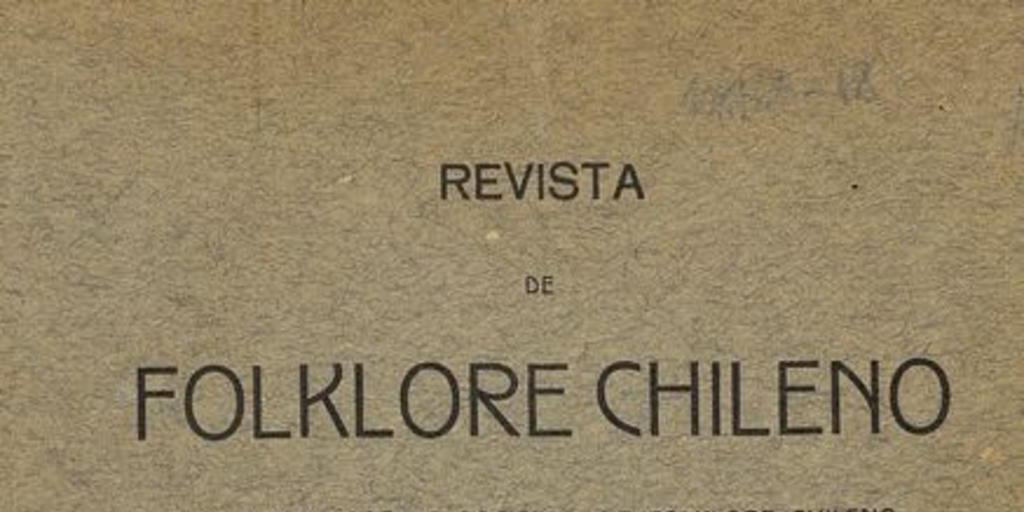 REVISTA
DE
FOLKLORE CHILENO